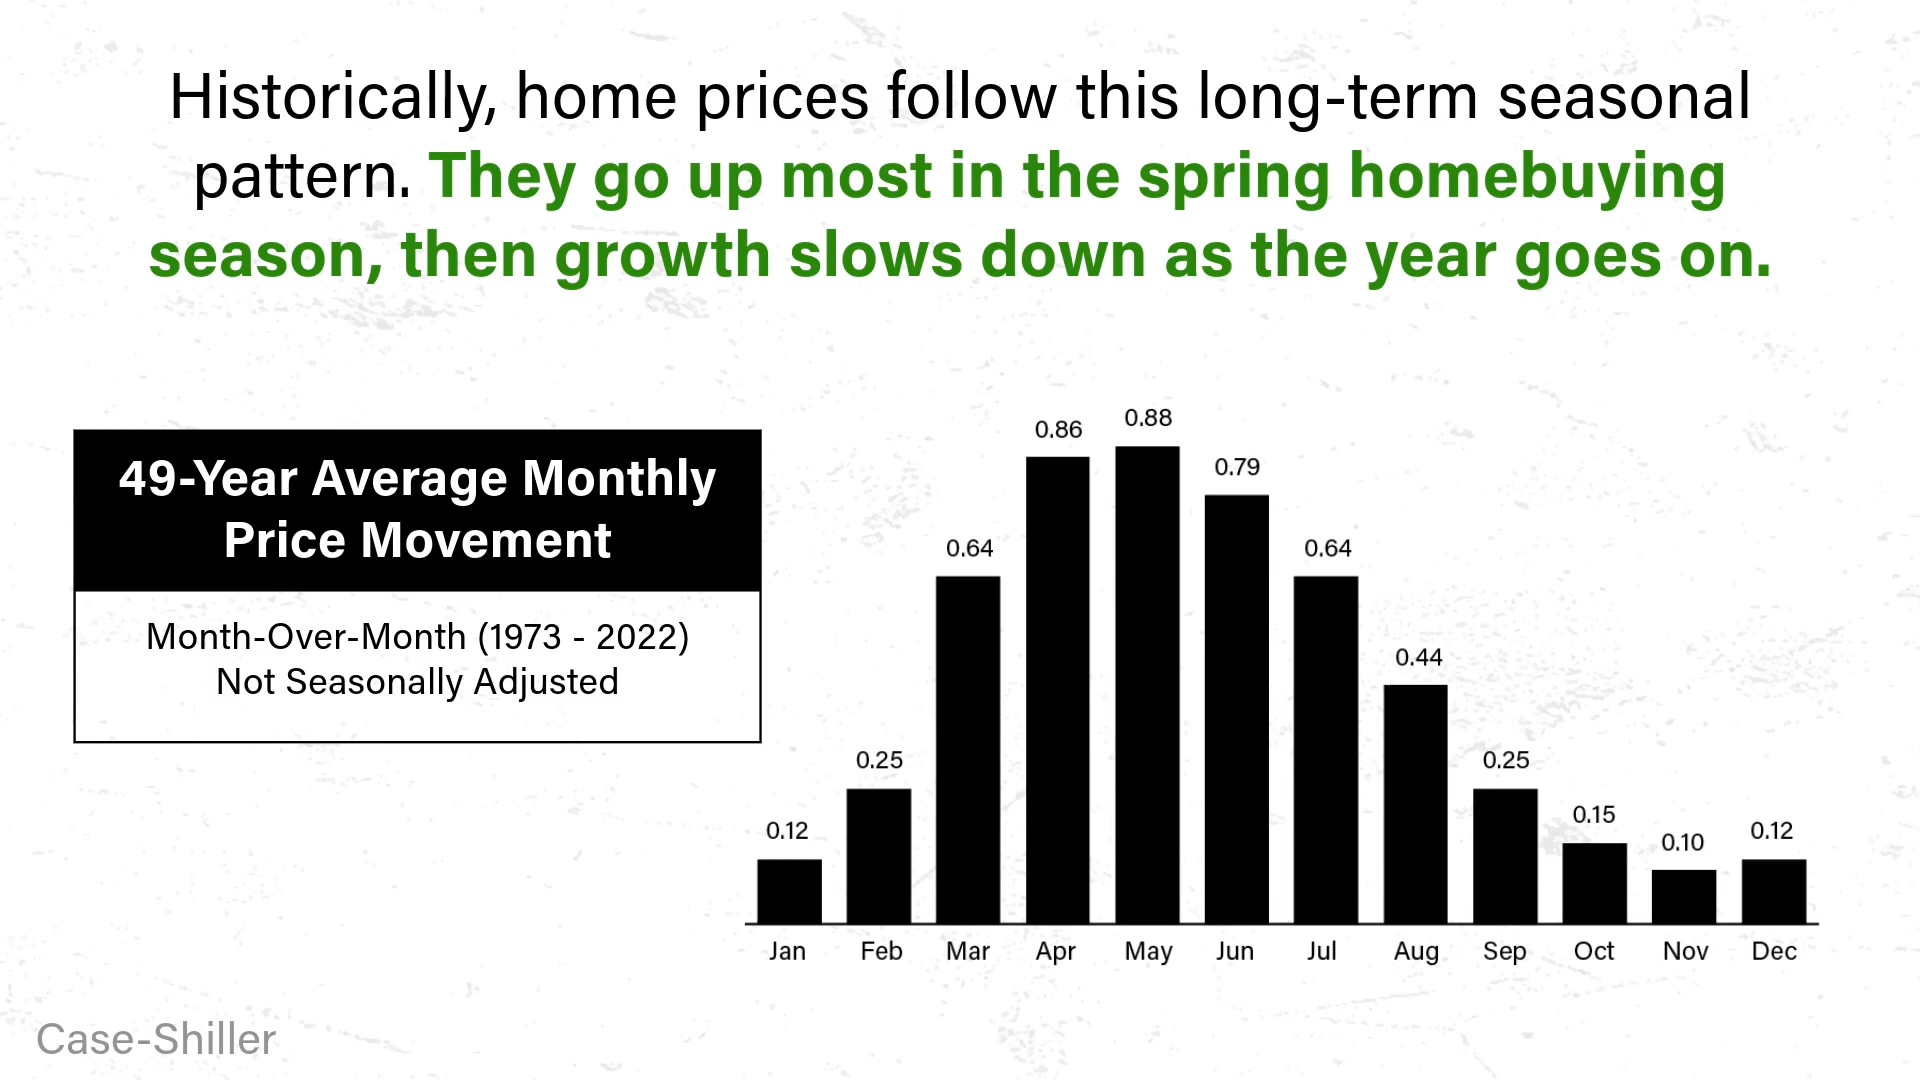 Historically, home prices follow this long-term seasonal
pattern. They go up most in the spring homebuying
season, then growth slows down as the year goes on.
49-Year Average Monthly
Price Movement
Month-Over-Month (1973 - 2022)
Not Seasonally Adjusted
0.12
0.25
0.64
0.86
0.88
0.79
0.64
0.44
0.25
0.15
0.10
0.12
Jan Feb Mar Apr May Jun Jul Aug Sep Oct Nov Dec
Case-Shiller